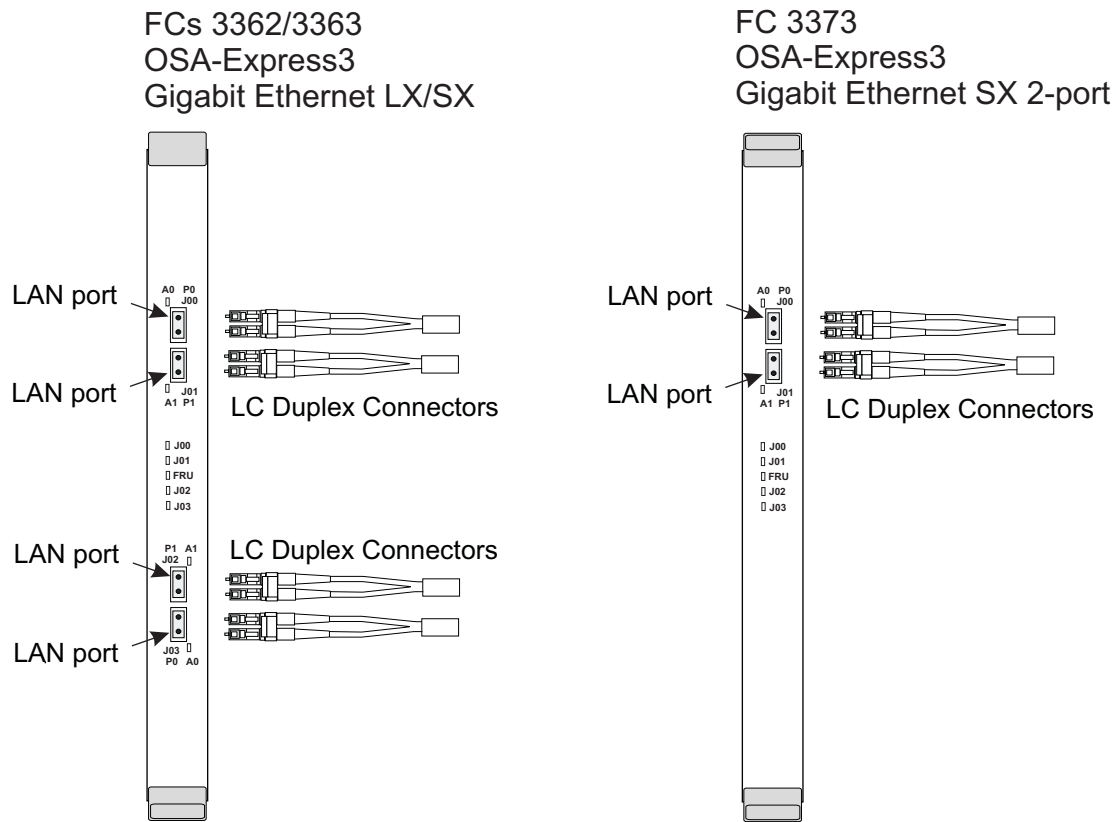 FCs 3362/3363
OSA-Express3
Gigabit Ethernet LX/SX
LAN port
A0 P0
J00
LAN port
J01
A1 P1
LC Duplex Connectors
J00
J01
FRU
J02
J03
LC Duplex Connectors
LAN port
P1 A1
J02
LAN port
J03
P0 A0
FC 3373
OSA-Express3
Gigabit Ethernet SX 2-port
LAN port
A0 P0
J00
LAN port
J01
A1 P1
LC Duplex Connectors
J00
J01
FRU
J02
J03